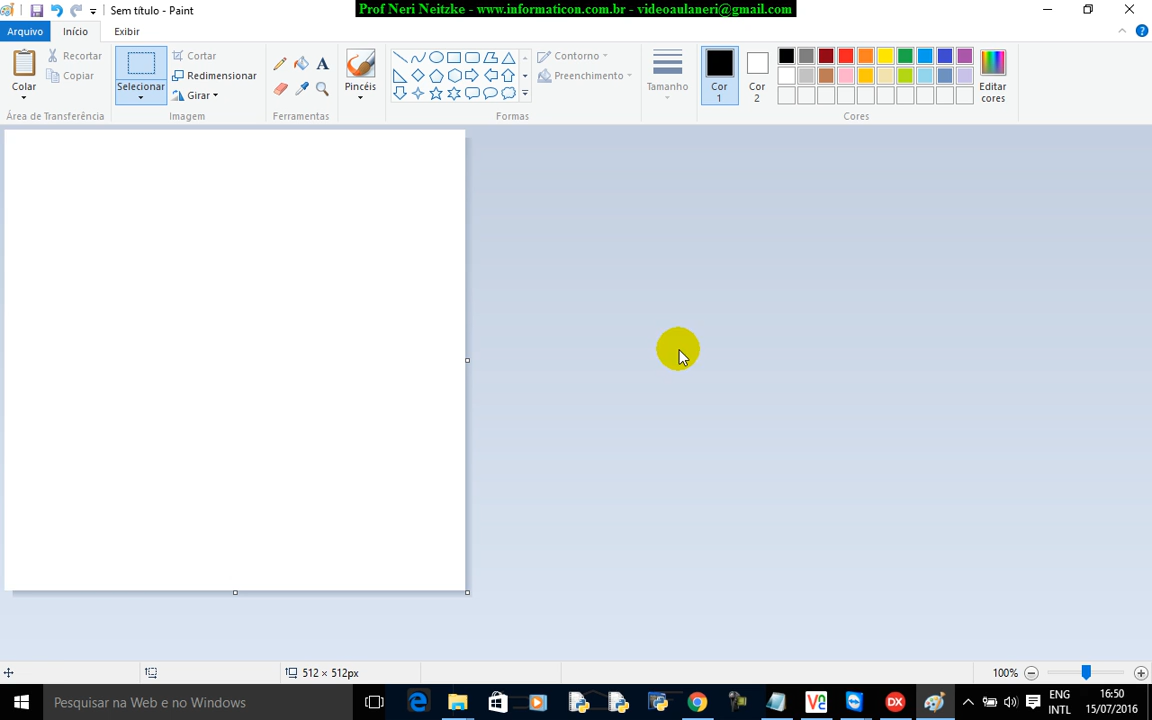 Sem título - Paint
Prof Neri Neitzke - www.informaticon.com.br - videoaulaneri@gmail.com
Arquivo Início Exibir
Colar
Recortar
Copiar
Área de Transferência
Selecionar
Cortar
Redimensionar
Girar
Imagem
A
Ferramentas
Pincéis
Contorno
Preenchimento
Formas
Tamanho
Cor 1
Cor 2
Editar cores
Cores
512 × 512px
100%
Pesquisar na Web e no Windows
ENG
INTL
16:50
15/07/2016